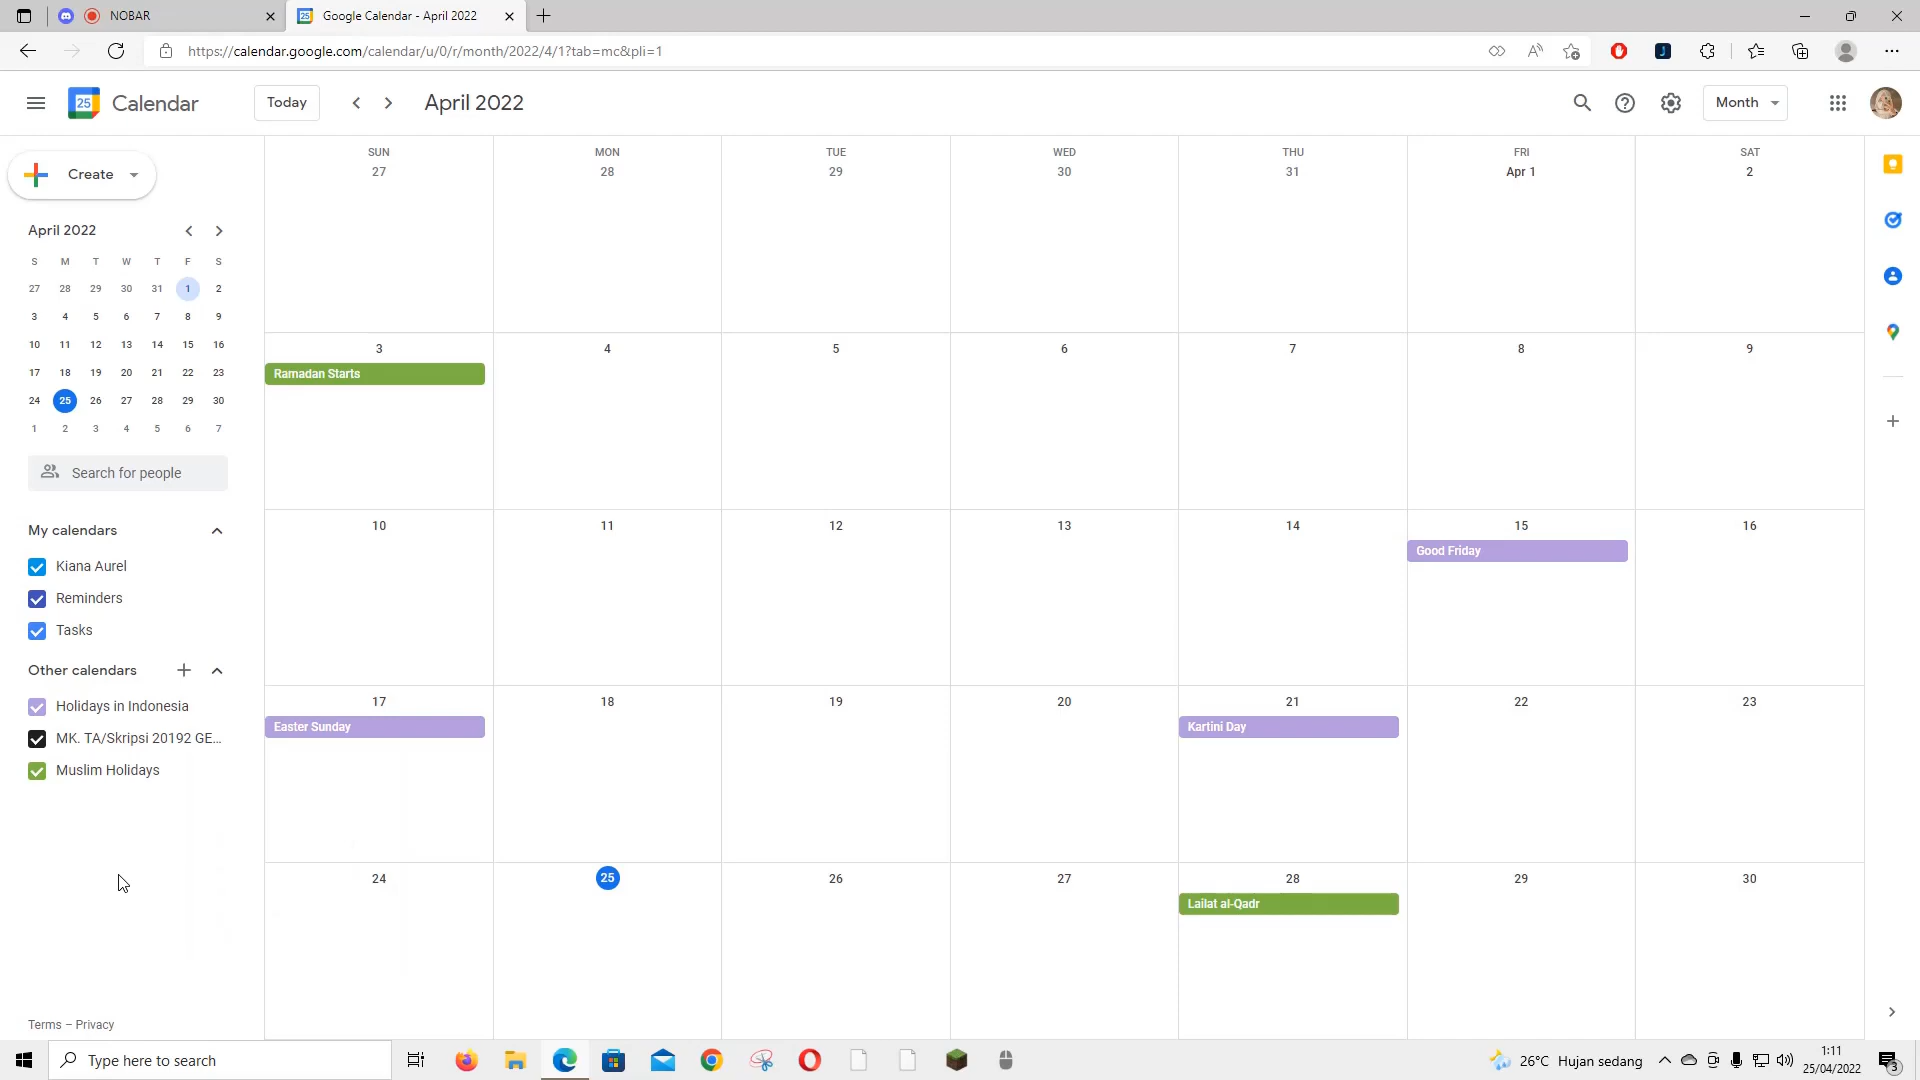 NOBAR
Google Calendar - April 2022
https://calendar.google.com/calendar/u/0/r/month/2022/4/1?tab=mc&pli=1
25 Calendar
Today
April 2022
Month
Create
April 2022
S M T W T F S
27 28 29 30 31 1 2
3 4 5 6 7 8 9
10 11 12 13 14 15 16
17 18 19 20 21 22 23
24 25 26 27 28 29 30
1 2 3 4 5 6 7
Search for people
My calendars
Kiana Aurel
Reminders
Tasks
Other calendars
Holidays in Indonesia
MK. TA/Skripsi 20192 GE...
Muslim Holidays
Terms – Privacy
SUN MON TUE WED THU FRI SAT
27 28 29 30 31 Apr 1 2
3 4 5 6 7 8 9
Ramadan Starts
10 11 12 13 14 15 16
Good Friday
17 18 19 20 21 22 23
Easter Sunday Kartini Day
24 25 26 27 28 29 30
Lailat al-Qadr
Type here to search
26°C Hujan sedang
1:11
25/04/2022
3